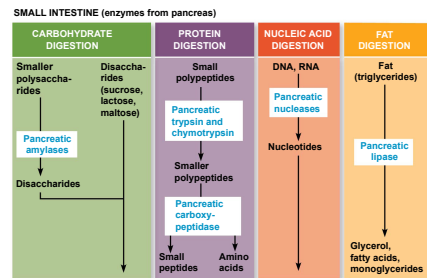 SMALL INTESTINE (enzymes from pancreas)
CARBOHYDRATE
DIGESTION
Smaller
polysaccha-
rides
Disaccha-
rides
(sucrose,
lactose,
maltose)
Pancreatic
amylases
Disaccharides
PROTEIN
DIGESTION
Small
polypeptides
Pancreatic
trypsin and
chymotrypsin
Smaller
polypeptides
Pancreatic
carboxy-
peptidase
Small
peptides
Amino
acids
NUCLEIC ACID
DIGESTION
DNA, RNA
Pancreatic
nucleases
Nucleotides
FAT
DIGESTION
Fat
(triglycerides)
Pancreatic
lipase
Glycerol,
fatty acids,
monoglycerides